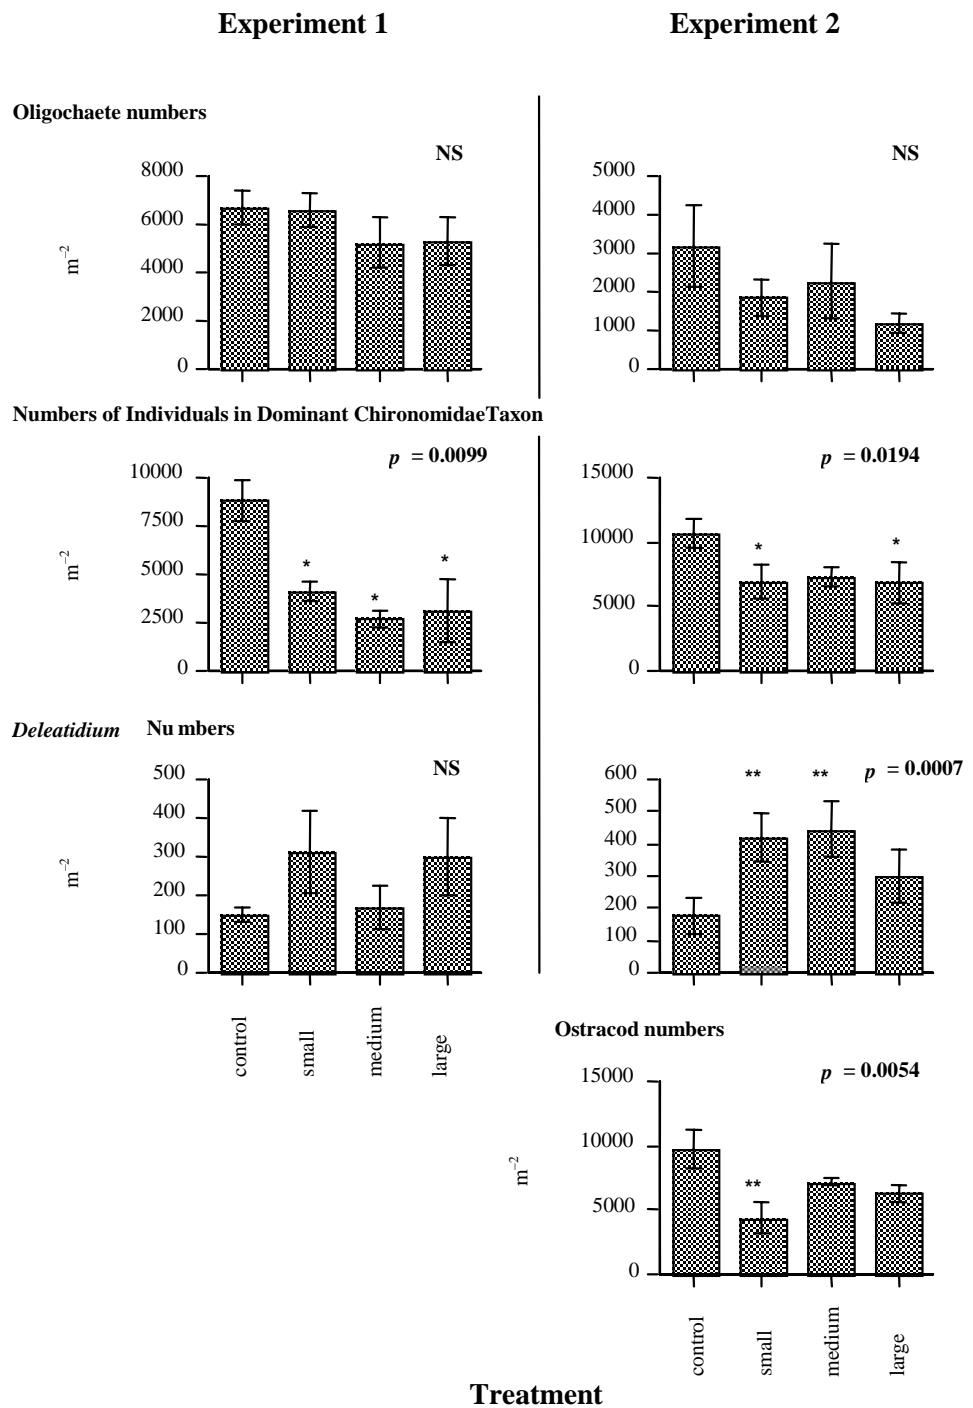 Experiment 1 Experiment 2
Oligochaete numbers
NS NS
8000
6000
4000
2000
0
m⁻²
5000
4000
3000
2000
1000
0
Numbers of Individuals in Dominant ChironomidaeTaxon
p = 0.0099 p = 0.0194
10000
7500
5000
2500
0
m⁻²
* * *
15000
10000
5000
0
* *
Deleatidium Nu mbers
NS
500
400
300
200
100
0
m⁻²
control
small
medium
large
** ** p = 0.0007
600
500
400
300
200
100
0
Ostracod numbers
p = 0.0054
15000
10000
5000
0
m⁻²
**
control
small
medium
large
Treatment